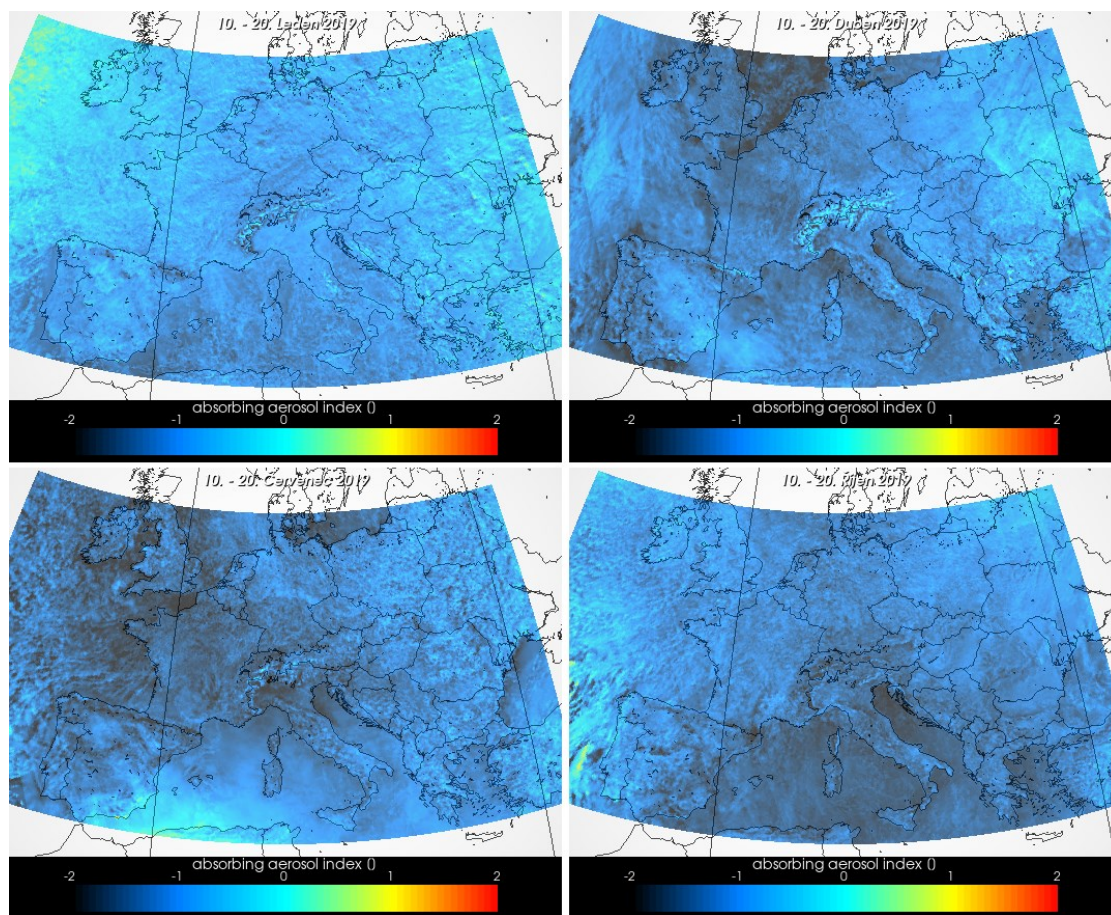 10. - 20. Leden 2019
10. - 20. Duben 2019
absorbing aerosol index ()
-2 -1 0 1 2
absorbing aerosol index ()
-2 -1 0 1 2
10. - 20. Červenec 2019
10. - 20. Říjen 2019
absorbing aerosol index ()
-2 -1 0 1 2
absorbing aerosol index ()
-2 -1 0 1 2